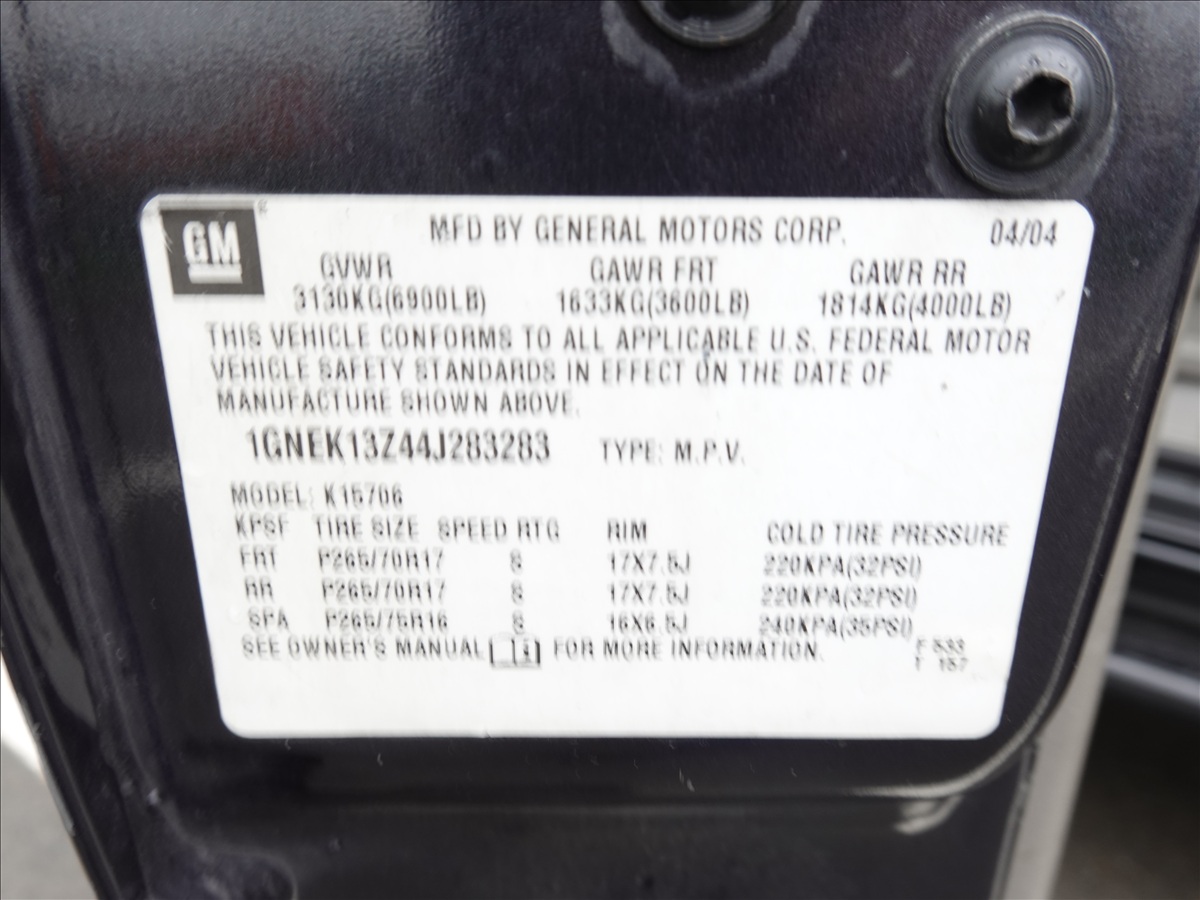 GM MFD BY GENERAL MOTORS CORP. 04/04
GVWR GAWR FRT GAWR RR
3130KG(6900LB) 1633KG(3600LB) 1814KG(4000LB)
THIS VEHICLE CONFORMS TO ALL APPLICABLE U.S. FEDERAL MOTOR
VEHICLE SAFETY STANDARDS IN EFFECT ON THE DATE OF
MANUFACTURE SHOWN ABOVE.
1GNEK13Z44J283283 TYPE: M.P.V.
MODEL: K15706
KPSF TIRE SIZE SPEED RTG RIM COLD TIRE PRESSURE
FRT P265/70R17 S 17X7.5J 220KPA(32PSI)
RR P265/70R17 S 17X7.5J 220KPA(32PSI)
SPA P265/75R16 S 16X6.5J 240KPA(35PSI)
SEE OWNER'S MANUAL FOR MORE INFORMATION. F 533
T 157